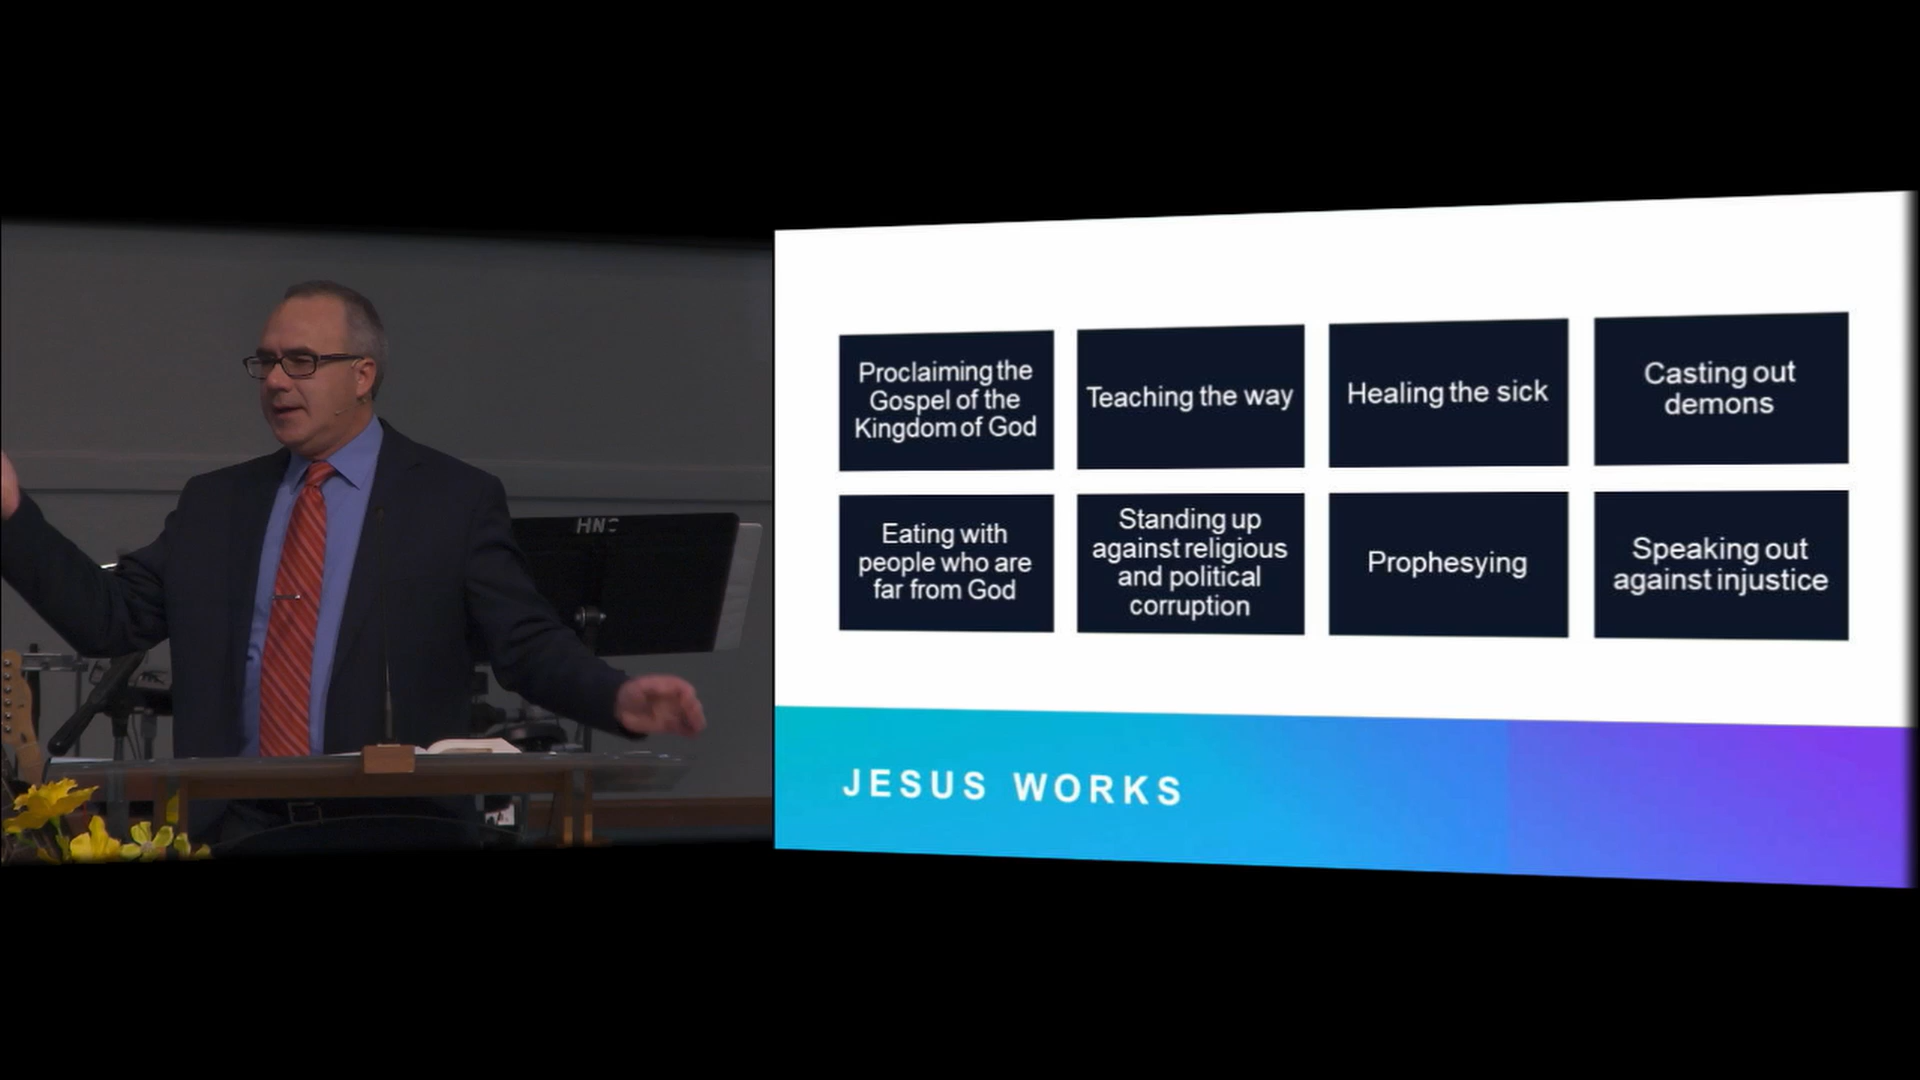 HNC
Proclaiming the
Gospel of the
Kingdom of God
Teaching the way
Healing the sick
Casting out
demons
Eating with
people who are
far from God
Standing up
against religious
and political
corruption
Prophesying
Speaking out
against injustice
JESUS WORKS